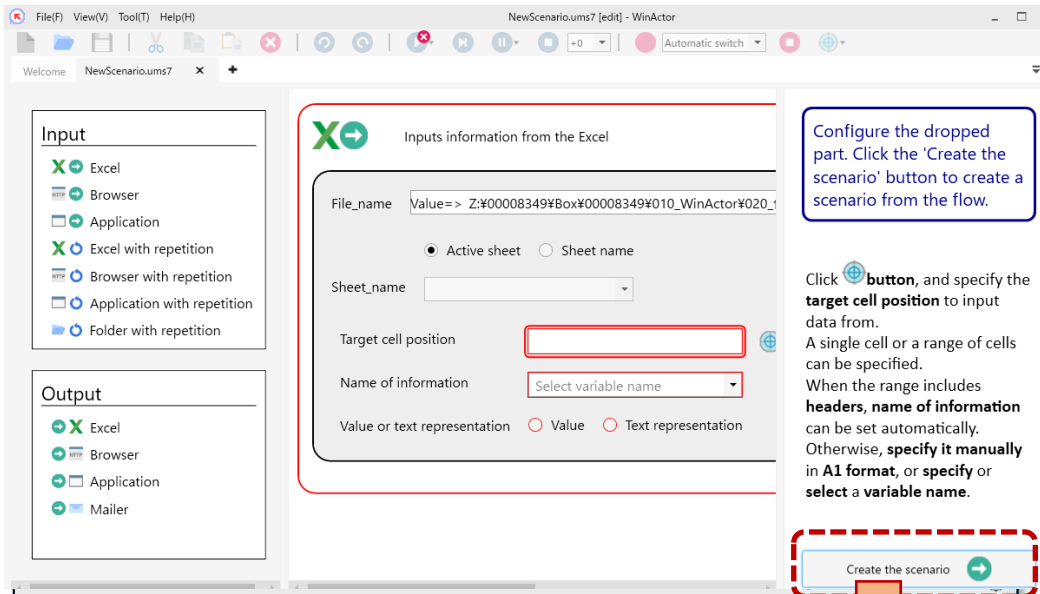 File(F) View(V) Tool(T) Help(H)
NewScenario.ums7 [edit] - WinActor
+0
Automatic switch
Welcome
NewScenario.ums7
Input
Excel
HTTP Browser
Application
Excel with repetition
HTTP Browser with repetition
Application with repetition
Folder with repetition
Output
Excel
HTTP Browser
Application
Mailer
Inputs information from the Excel
File_name Value=> Z:¥00008349¥Box¥00008349¥010_WinActor¥020_
Active sheet Sheet name
Sheet_name
Target cell position
Name of information Select variable name
Value or text representation Value Text representation
Configure the dropped
part. Click the 'Create the
scenario' button to create a
scenario from the flow.
Click button, and specify the
target cell position to input
data from.
A single cell or a range of cells
can be specified.
When the range includes
headers, name of information
can be set automatically.
Otherwise, specify it manually
in A1 format, or specify or
select a variable name.
Create the scenario